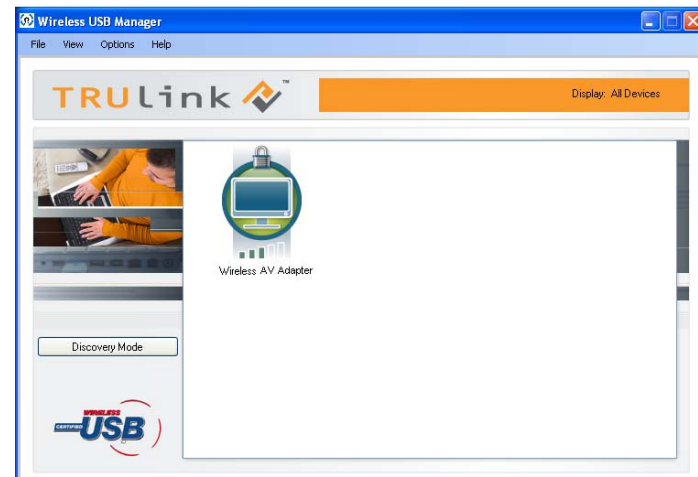 Wireless USB Manager
File View Options Help
TRULink ™
Display: All Devices
Wireless AV Adapter
Discovery Mode
CERTIFIED WIRELESS USB